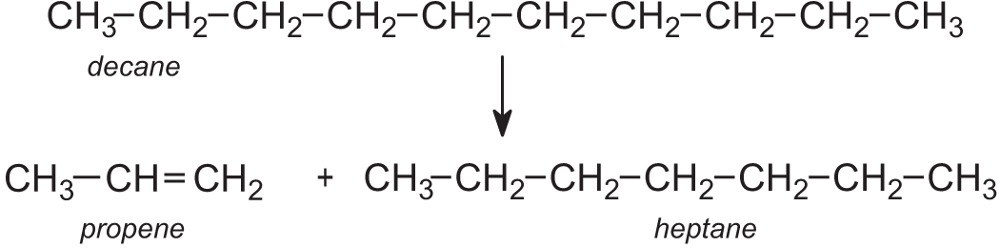 CH₃–CH₂–CH₂–CH₂–CH₂–CH₂–CH₂–CH₂–CH₂–CH₃
decane
CH₃–CH=CH₂ + CH₃–CH₂–CH₂–CH₂–CH₂–CH₂–CH₃
propene heptane